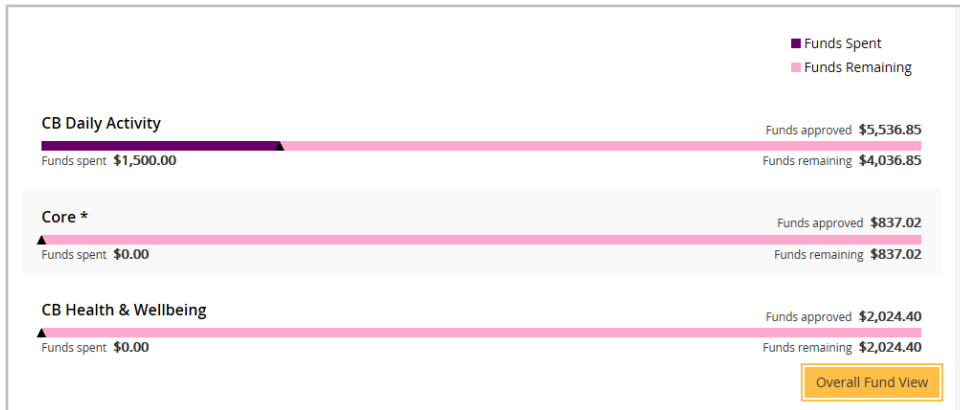 Funds Spent
Funds Remaining
CB Daily Activity
Funds approved $5,536.85
Funds spent $1,500.00
Funds remaining $4,036.85
Core *
Funds approved $837.02
Funds spent $0.00
Funds remaining $837.02
CB Health & Wellbeing
Funds approved $2,024.40
Funds spent $0.00
Funds remaining $2,024.40
Overall Fund View